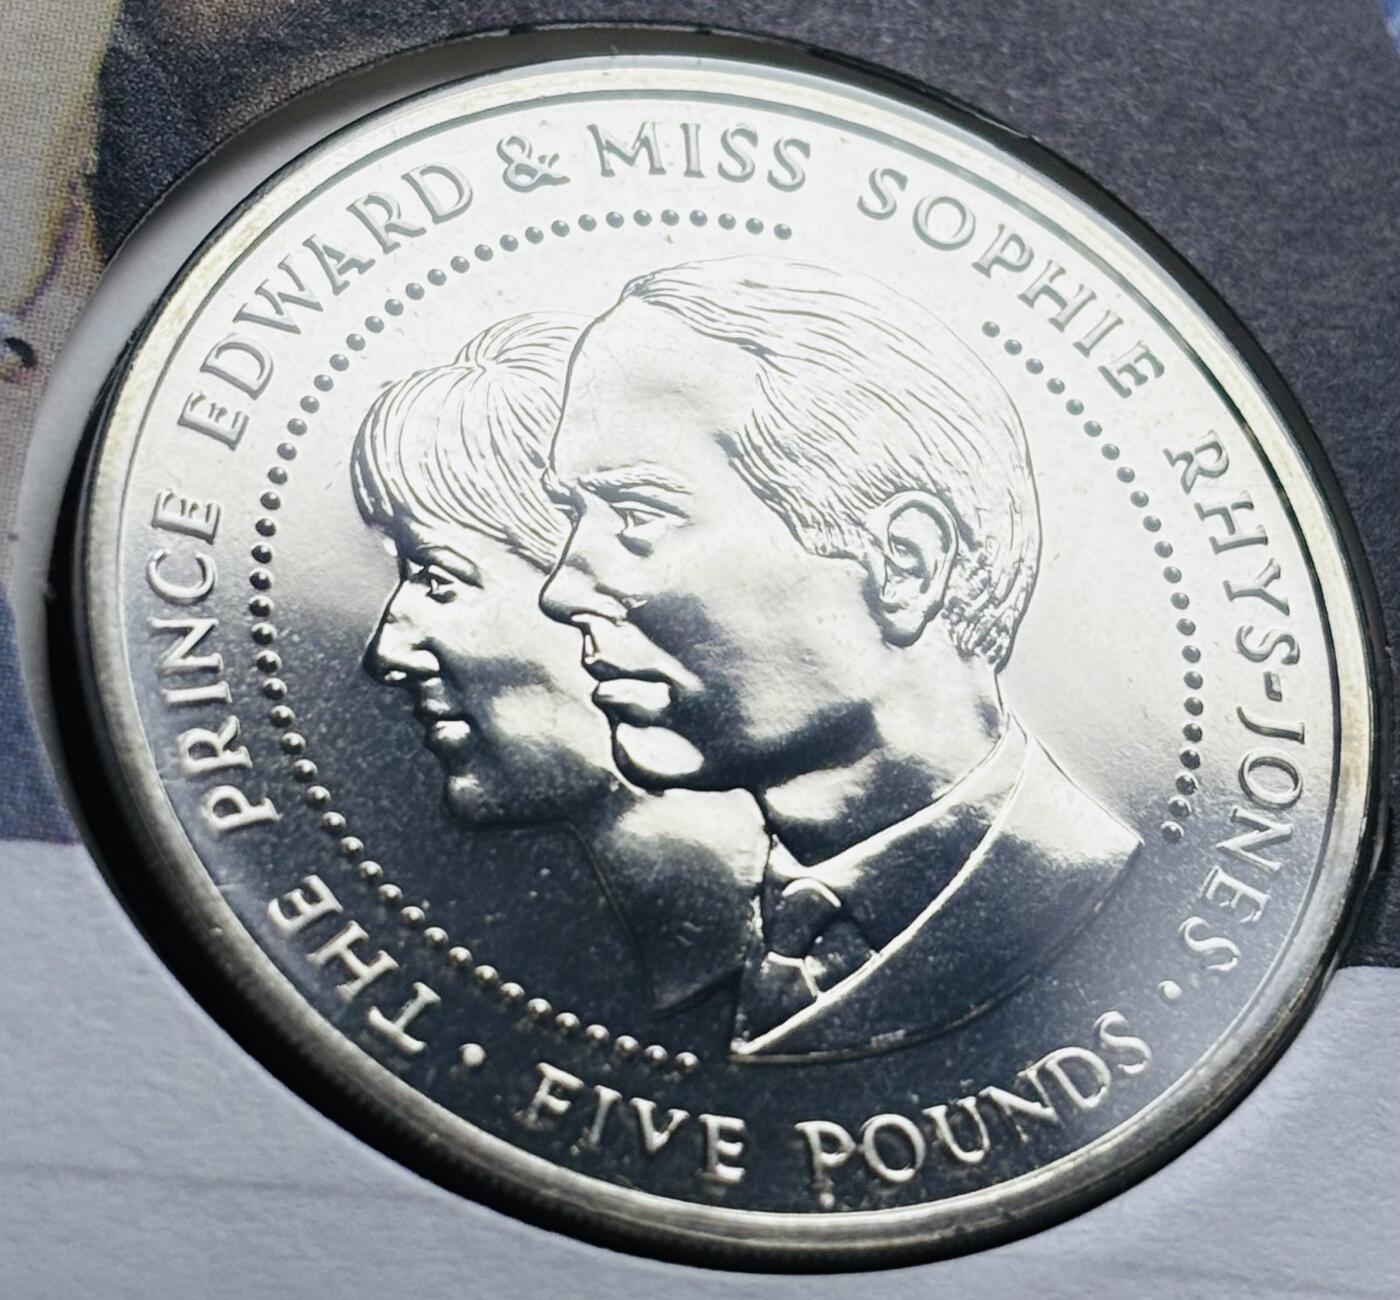 THE PRINCE EDWARD & MISS SOPHIE RHYS-JONES
• FIVE POUNDS •